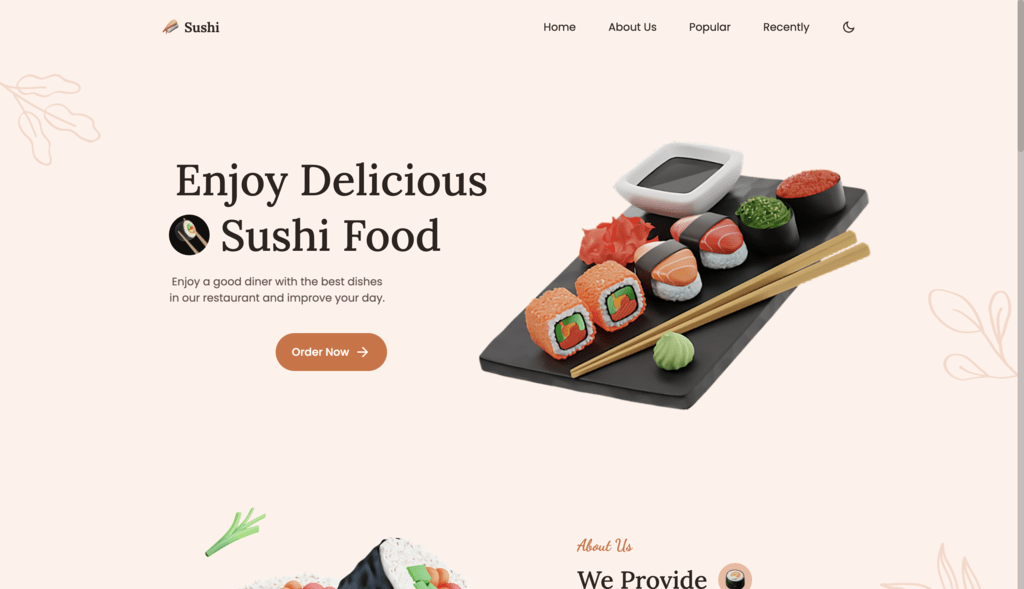 Sushi
Home
About Us
Popular
Recently
Enjoy Delicious
Sushi Food
Enjoy a good diner with the best dishes
in our restaurant and improve your day.
Order Now
About Us
We Provide